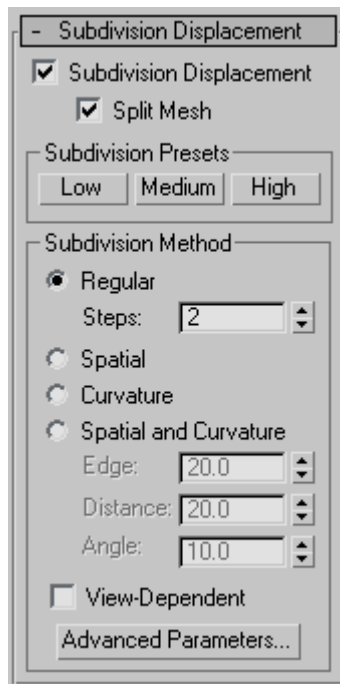 - Subdivision Displacement
Subdivision Displacement
Split Mesh
Subdivision Presets
Low Medium High
Subdivision Method
Regular
Steps: 2
Spatial
Curvature
Spatial and Curvature
Edge: 20.0
Distance: 20.0
Angle: 10.0
View-Dependent
Advanced Parameters...